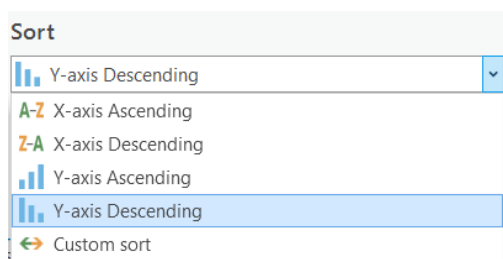 Sort
Y-axis Descending
A-Z X-axis Ascending
Z-A X-axis Descending
Y-axis Ascending
Y-axis Descending
Custom sort